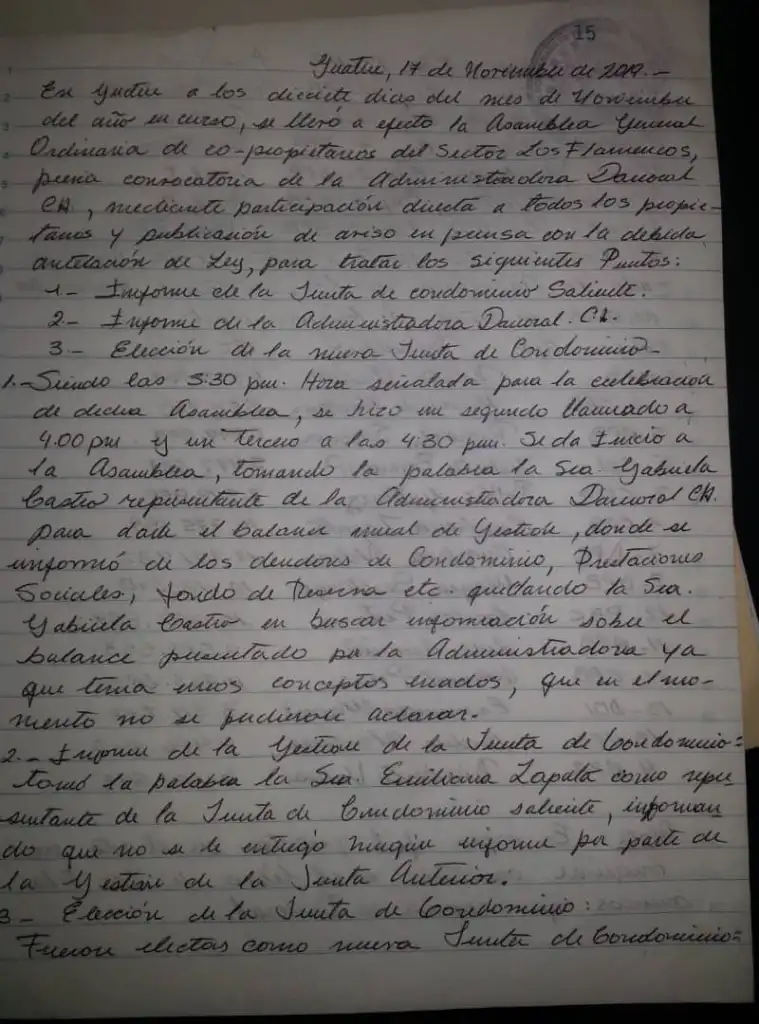 15
Guatire, 17 de Noviembre de 2019.-
En Guatire a los diecisiete dias del mes de Noviembre
del año en curso, se llevó a efecto la Asamblea General
Ordinaria de co-propietarios del Sector Los Flamencos,
previa convocatoria de la Administradora Danoral
CA, mediante participación directa a todos los propie-
tarios y publicación de aviso en prensa con la debida
antelación de Ley, para tratar los siguientes Puntos:
1.- Informe de la Junta de condominio Saliente.
2.- Informe de la Administradora Danoral. CA.
3.- Elección de la nueva Junta de Condominio-
1.- Siendo las 3:30 pm. Hora señalada para la celebración
de dicha Asamblea, se hizo un segundo llamado a
4:00 pm y un tercero a las 4:30 pm. Se da Inicio a
la Asamblea, tomando la palabra la Sra. Gabriela
Castro representante de la Administradora Danoral CA.
para darle el balance anual de Gestión, donde se
informó de los deudores de Condominio, Prestaciones
Sociales, fondo de Reserva etc. quedando la Sra.
Gabriela Castro en buscar información sobre el
balance presentado por la Administradora ya
que tenía unos conceptos errados, que en el mo-
mento no se pudieron aclarar.-
2.- Informe de la Gestión de la Junta de Condominio=
tomó la palabra la Sra. Emiliana Zapata como repre
sentante de la Junta de Condominio saliente, informan
do que no se le entregó ningún informe por parte de
la Gestión de la Junta Anterior.
3- Elección de la Junta de Condominio:
Fueron electas como nueva Junta de Condominio=